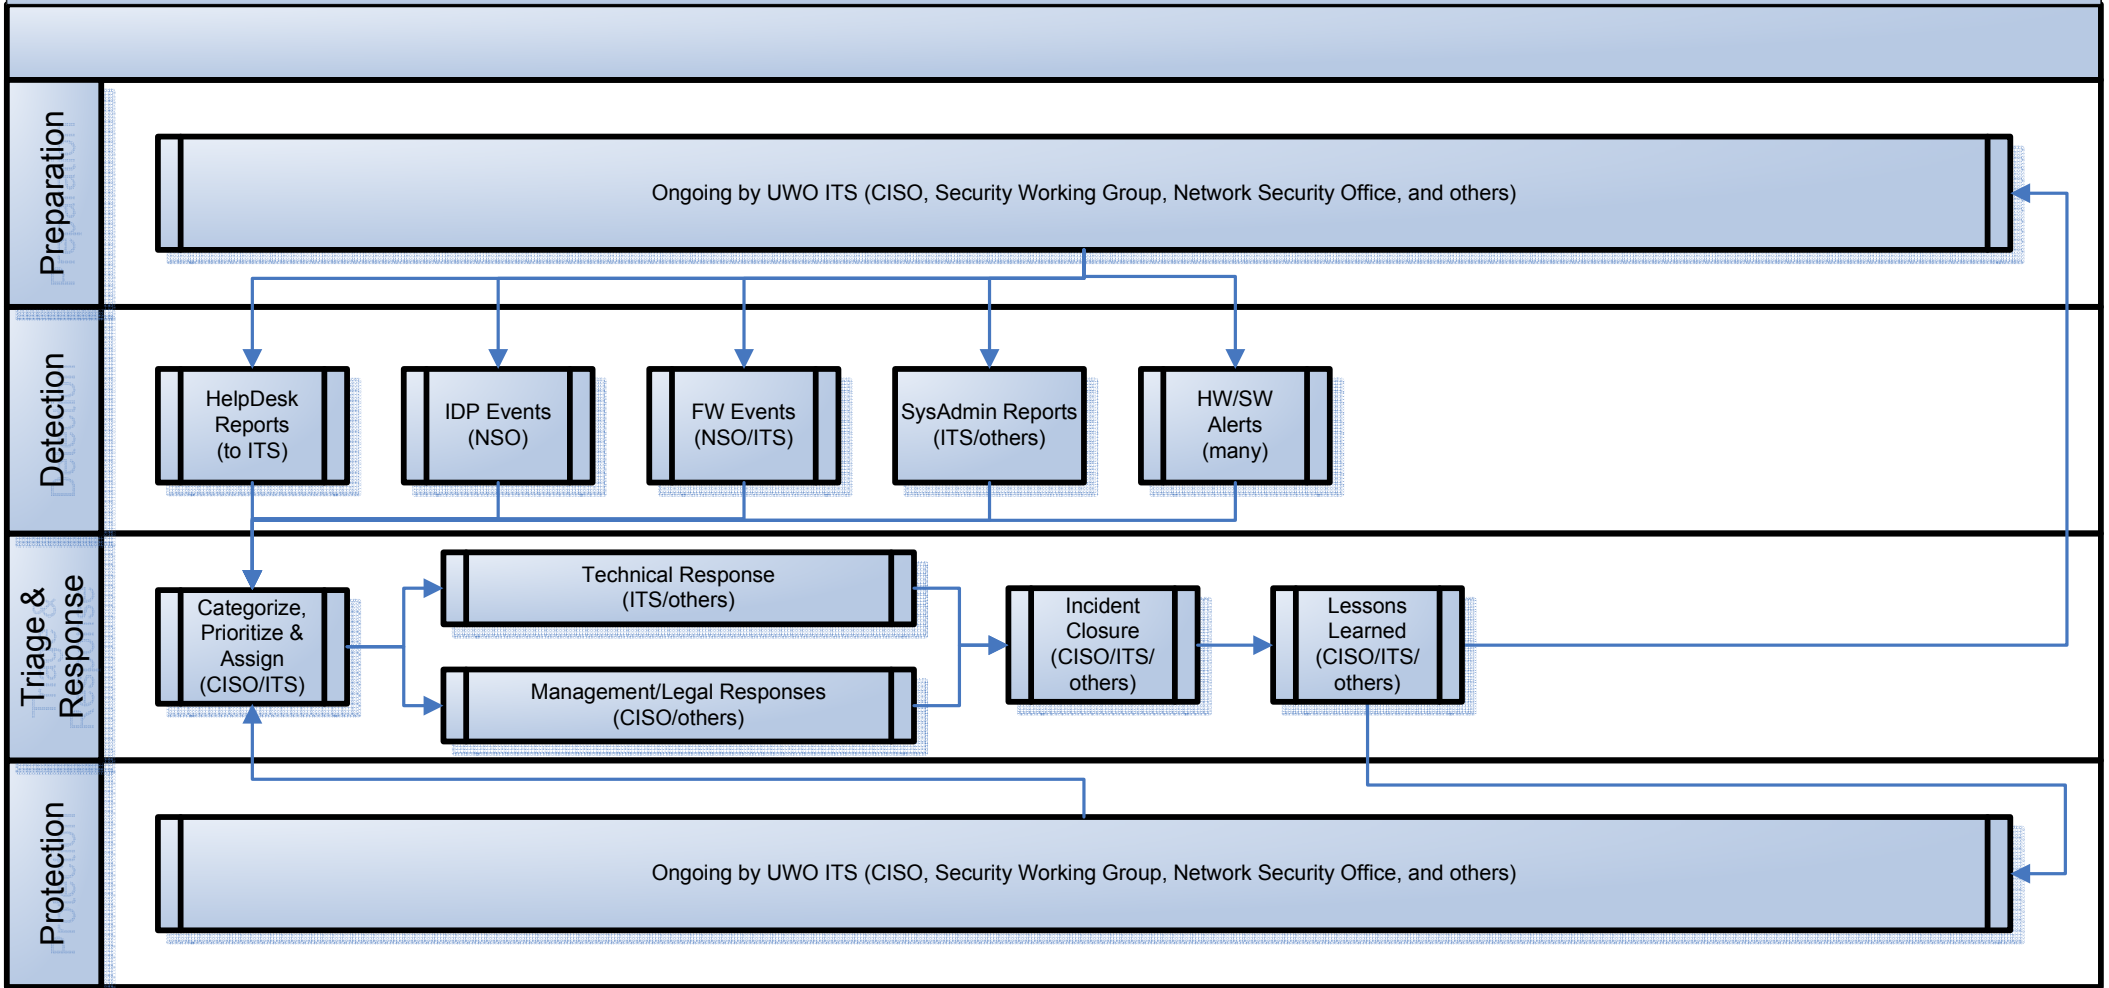 Preparation
Ongoing by UWO ITS (CISO, Security Working Group, Network Security Office, and others)
Detection
HelpDesk
Reports
(to ITS)
IDP Events
(NSO)
FW Events
(NSO/ITS)
SysAdmin Reports
(ITS/others)
HW/SW
Alerts
(many)
Triage &
Response
Categorize,
Prioritize &
Assign
(CISO/ITS)
Technical Response
(ITS/others)
Management/Legal Responses
(CISO/others)
Incident
Closure
(CISO/ITS/
others)
Lessons
Learned
(CISO/ITS/
others)
Protection
Ongoing by UWO ITS (CISO, Security Working Group, Network Security Office, and others)